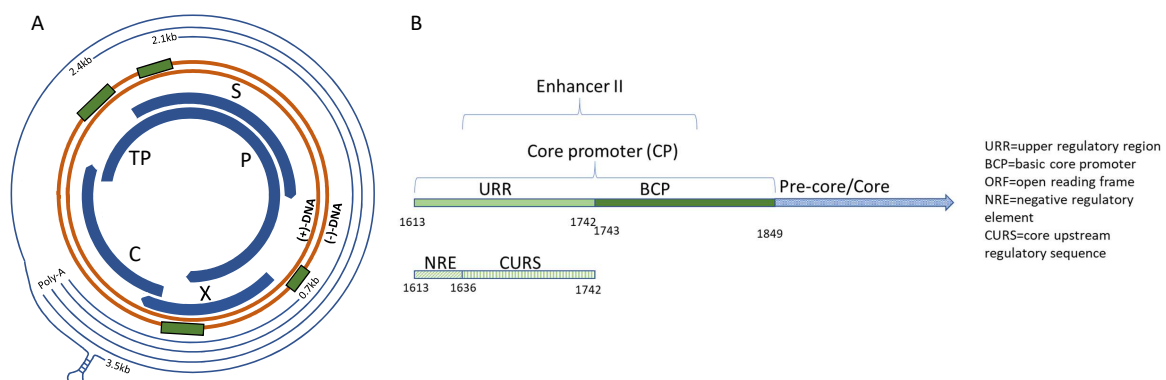 A
2.1kb
2.4kb
S
TP
P
(+)-DNA
(-)-DNA
C
X
Poly-A
0.7kb
3.5kb
B
Enhancer II
Core promoter (CP)
URR
BCP
Pre-core/Core
1613
1742
1743
1849
NRE
CURS
1613
1636
1742
URR=upper regulatory region
BCP=basic core promoter
ORF=open reading frame
NRE=negative regulatory
element
CURS=core upstream
regulatory sequence